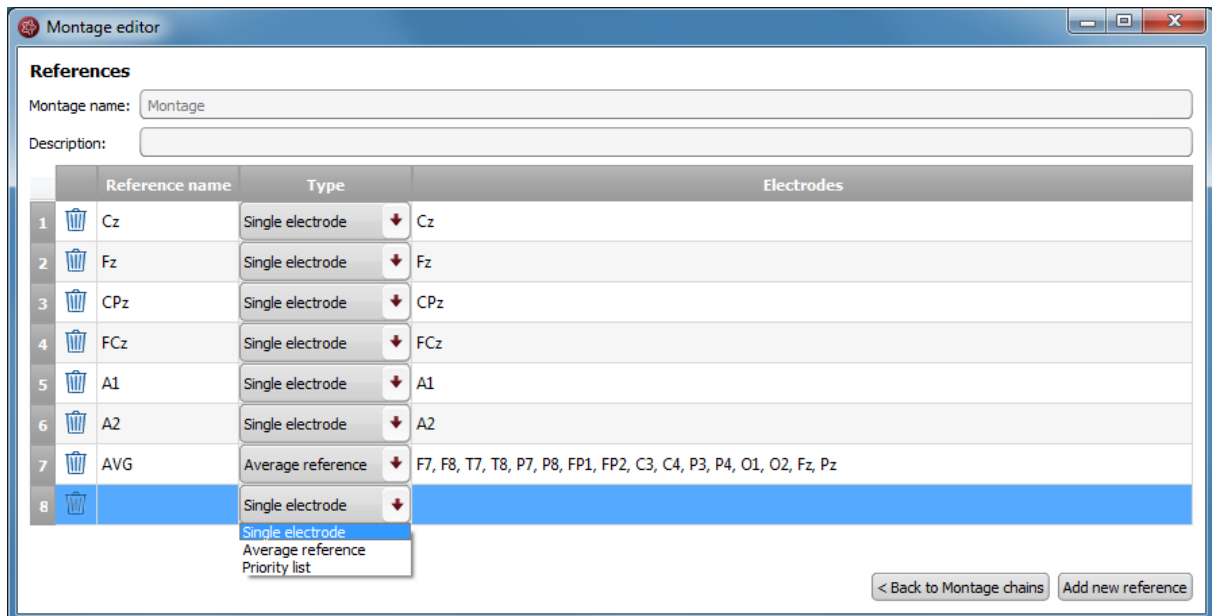 Montage editor
References
Montage name: Montage
Description:
Reference name Type Electrodes
1 Cz Single electrode Cz
2 Fz Single electrode Fz
3 CPz Single electrode CPz
4 FCz Single electrode FCz
5 A1 Single electrode A1
6 A2 Single electrode A2
7 AVG Average reference F7, F8, T7, T8, P7, P8, FP1, FP2, C3, C4, P3, P4, O1, O2, Fz, Pz
8 Single electrode
Single electrode
Average reference
Priority list
< Back to Montage chains Add new reference